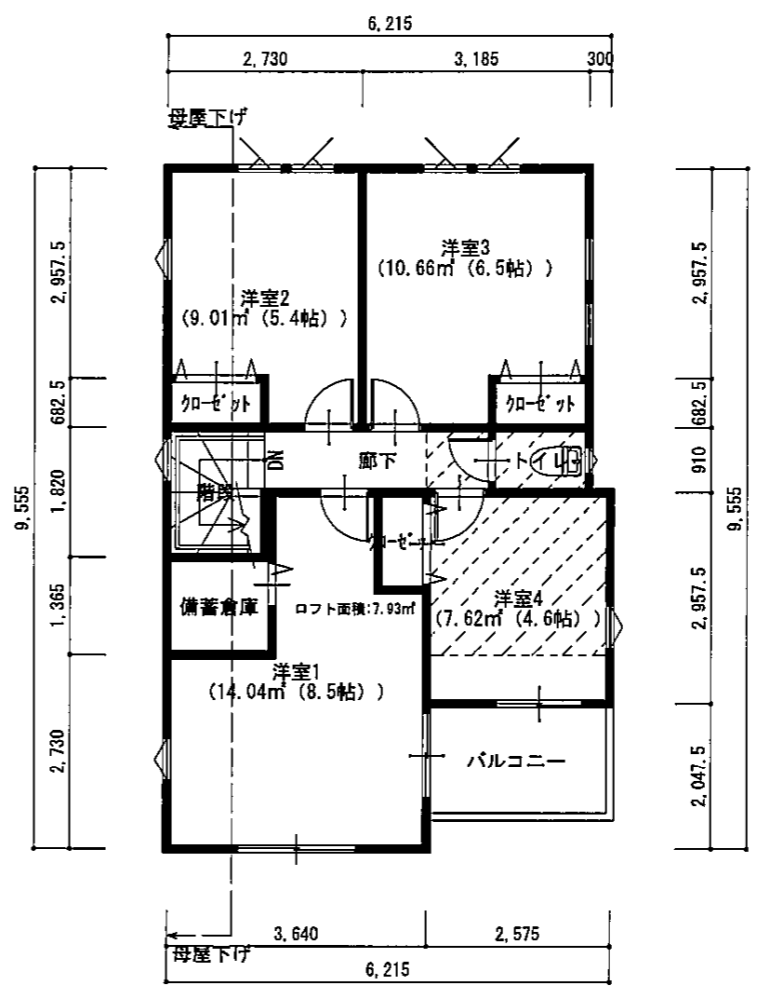 6,215
2,730
3,185
300
母屋下げ
洋室3
(10.66㎡ (6.5帖) )
洋室2
(9.01㎡ (5.4帖) )
2,957.5
2,957.5
クローゼット
クローゼット
682.5
682.5
DN
廊下
トイレ
910
階段
1,820
9,555
9,555
クローゼット
備蓄倉庫
ロフト面積:7.93㎡
洋室4
(7.62㎡ (4.6帖) )
1,365
2,957.5
洋室1
(14.04㎡ (8.5帖) )
2,730
バルコニー
2,047.5
3,640
2,575
母屋下げ
6,215